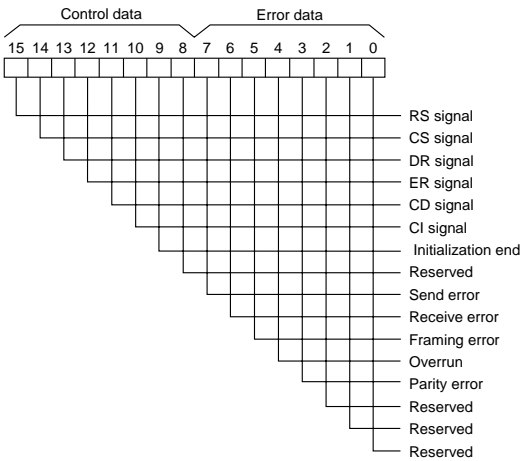 Control data Error data
15 14 13 12 11 10 9 8 7 6 5 4 3 2 1 0
RS signal
CS signal
DR signal
ER signal
CD signal
CI signal
Initialization end
Reserved
Send error
Receive error
Framing error
Overrun
Parity error
Reserved
Reserved
Reserved